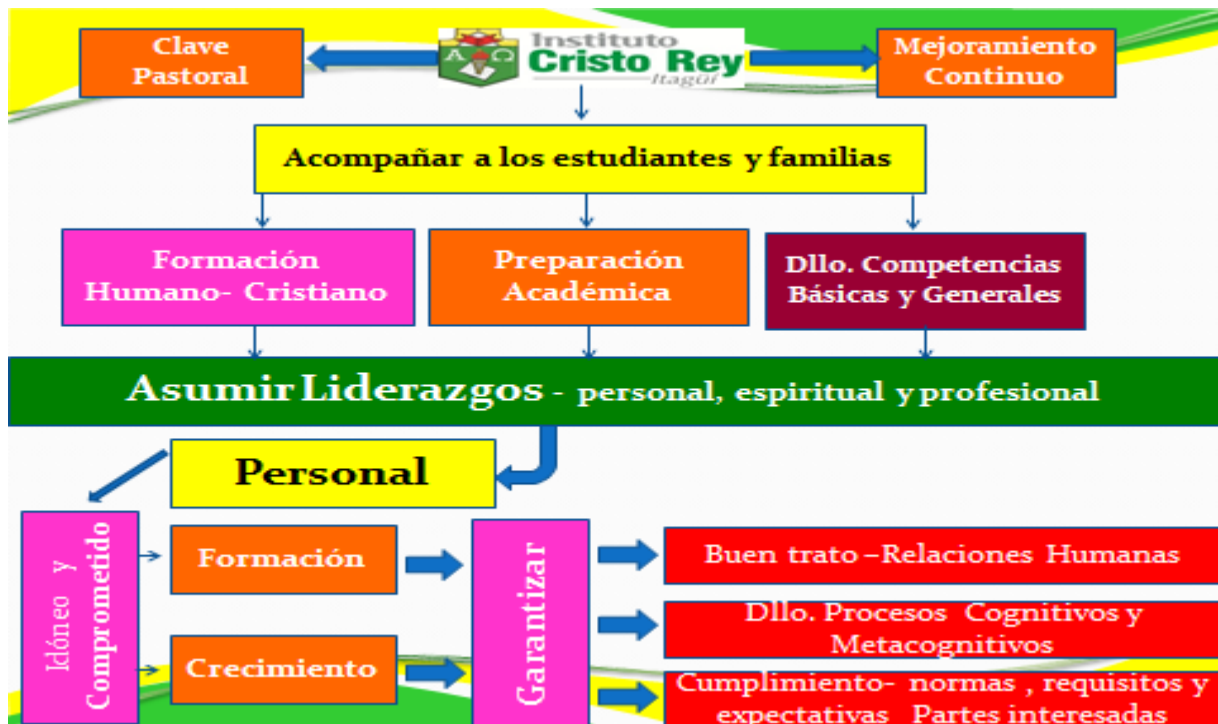 Clave
Pastoral
Instituto
Cristo Rey
Itagüí
A Ω
Mejoramiento
Continuo
Acompañar a los estudiantes y familias
Formación
Humano- Cristiano
Preparación
Académica
Dllo. Competencias
Básicas y Generales
Asumir Liderazgos - personal, espiritual y profesional
Personal
Idóneo y
Comprometido
Formación
Crecimiento
Garantizar
Buen trato –Relaciones Humanas
Dllo. Procesos Cognitivos y
Metacognitivos
Cumplimiento- normas , requisitos y
expectativas Partes interesadas